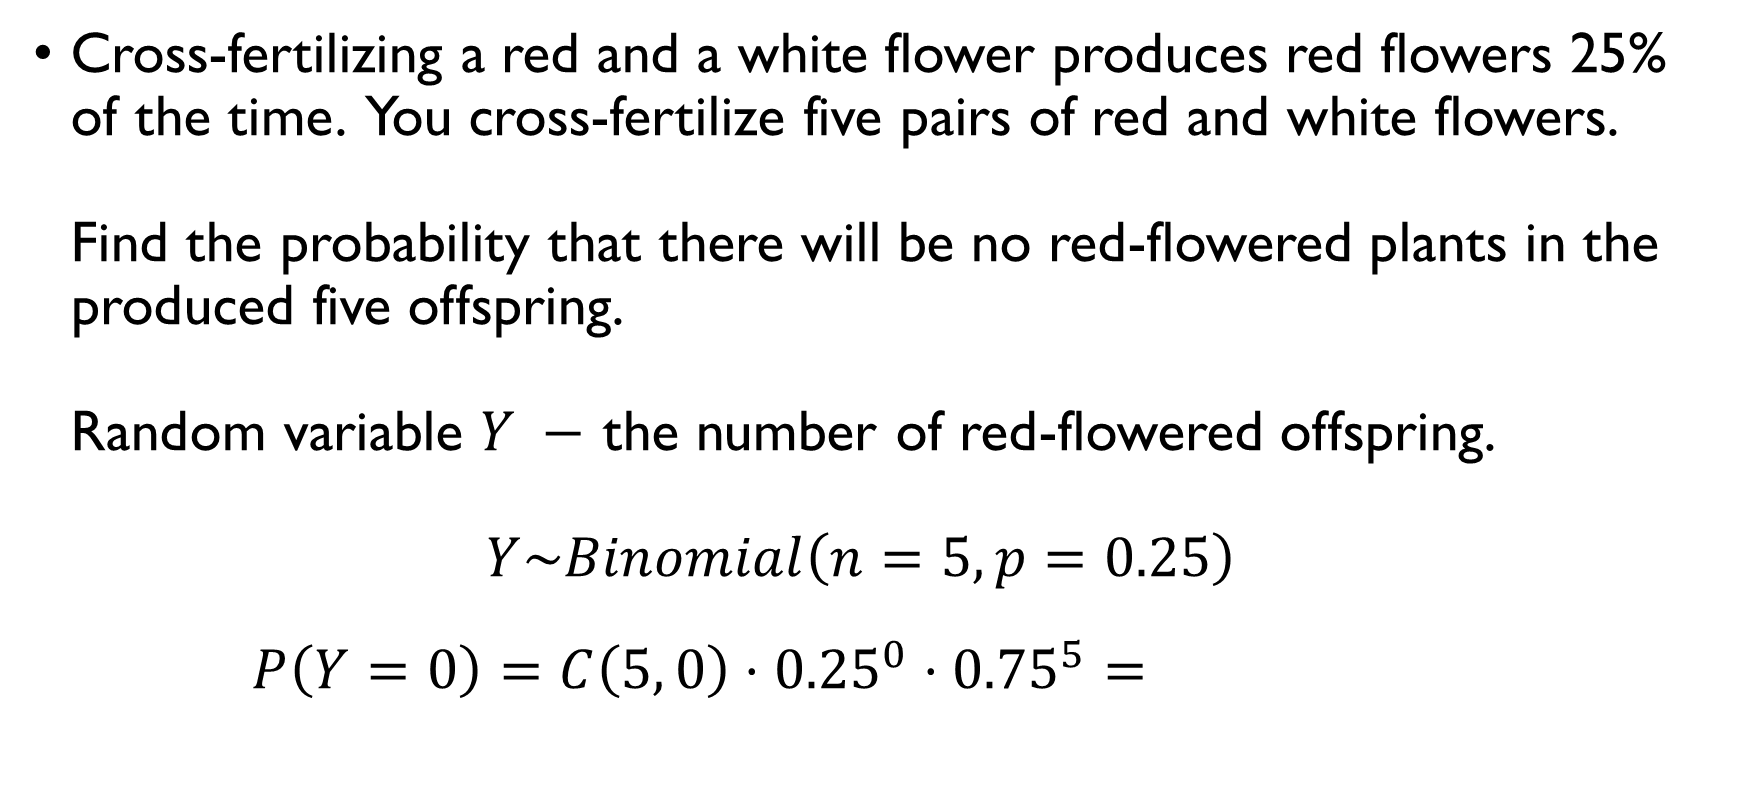 • Cross-fertilizing a red and a white flower produces red flowers 25%
of the time. You cross-fertilize five pairs of red and white flowers.
Find the probability that there will be no red-flowered plants in the
produced five offspring.
Random variable Y – the number of red-flowered offspring.
Y~Binomial(n = 5, p = 0.25)
P(Y = 0) = C(5, 0) · 0.25⁰ · 0.75⁵ =